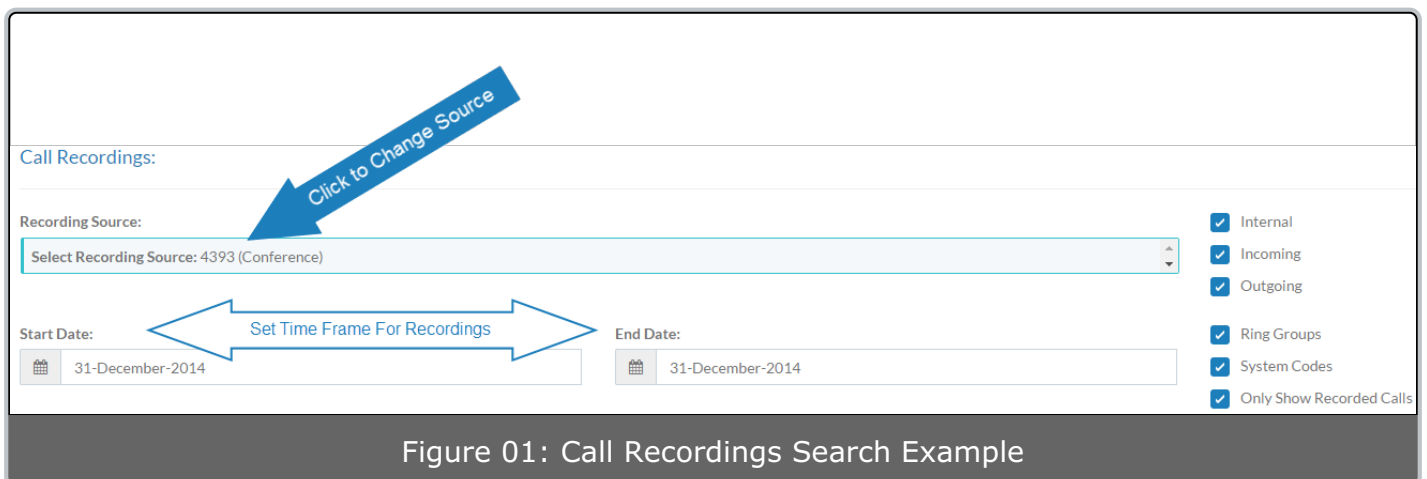 Click to Change Source
Call Recordings:
Recording Source:
Select Recording Source: 4393 (Conference)
Internal
Incoming
Outgoing
Set Time Frame For Recordings
Start Date:
End Date:
31-December-2014
31-December-2014
Ring Groups
System Codes
Only Show Recorded Calls
Figure 01: Call Recordings Search Example